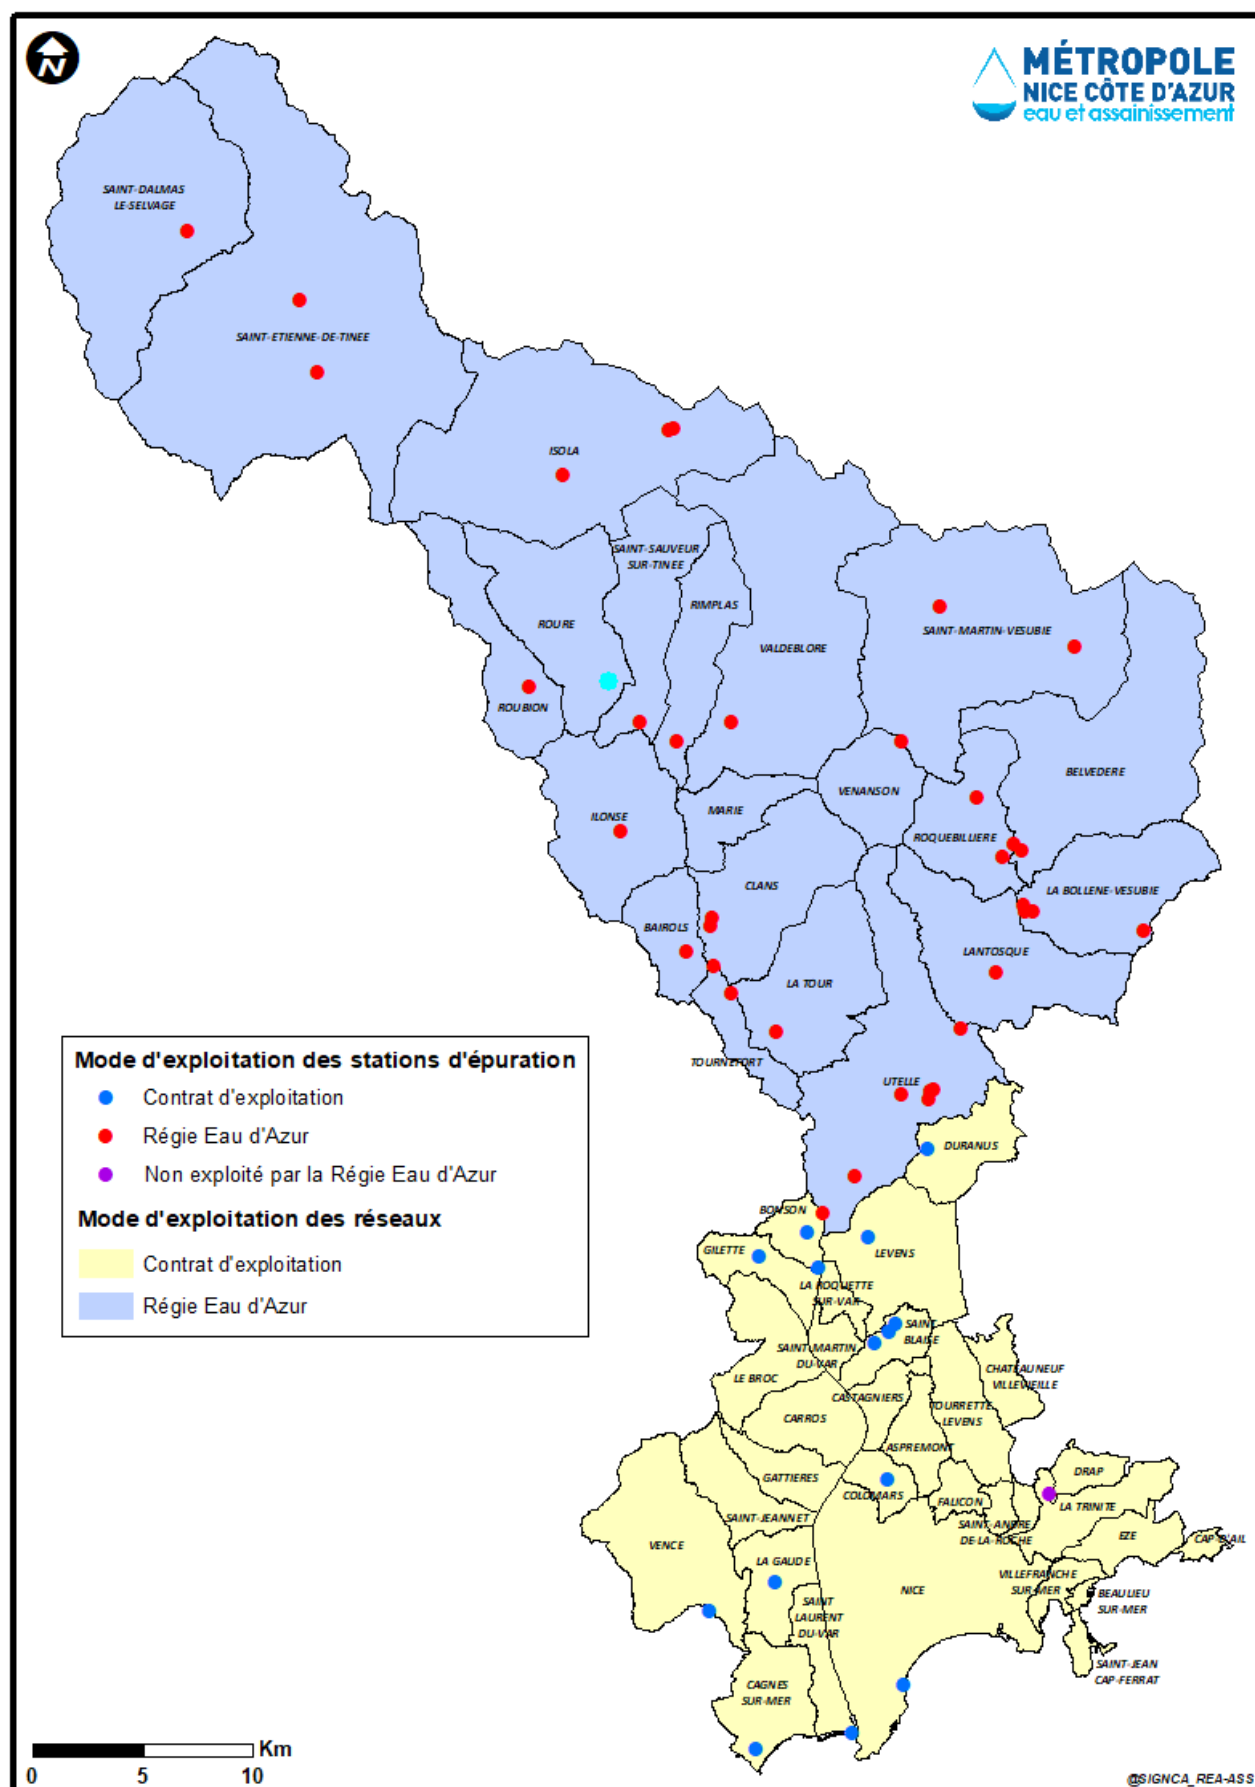 N
MÉTROPOLE
NICE CÔTE D'AZUR
eau et assainissement
SAINT-DALMAS
LE-SELVAGE
SAINT-ETIENNE-DE-TINEE
ISOLA
SAINT-SAUVEUR
SUR-TINEE
RIMPLAS
ROURE
VALDEBLORE
SAINT-MARTIN-VESUBIE
ROUBION
BELVEDERE
VENANSON
MARIE
ILONSE
ROQUEBILLIERE
CLANS
LA BOLLENE-VESUBIE
BAIROLS
LANTOSQUE
LA TOUR
TOURNEFORT
UTELLE
DURANUS
Mode d'exploitation des stations d'épuration
Contrat d'exploitation
Régie Eau d'Azur
Non exploité par la Régie Eau d'Azur
Mode d'exploitation des réseaux
Contrat d'exploitation
Régie Eau d'Azur
BONSON
GILETTE
LEVENS
LA ROQUETTE
SUR-VAR
SAINT
BLAISE
SAINT-MARTIN
DU-VAR
LE BROC
CHATEAUNEUF
VILLEVIEILLE
CASTAGNIERS
TOURRETTE
LEVENS
CARROS
ASPREMONT
GATTIERES
DRAP
COLOMARS
FALICON
LA TRINITE
SAINT-JEANNET
SAINT-ANDRE
DE-LA-ROCHE
EZE
CAP-D'AIL
VENCE
LA GAUDE
VILLEFRANCHE
SUR-MER
NICE
BEAULIEU
SUR-MER
SAINT
LAURENT
DU-VAR
SAINT-JEAN
CAP-FERRAT
CAGNES
SUR-MER
Km
0 5 10
@SIGNCA_REA-ASS